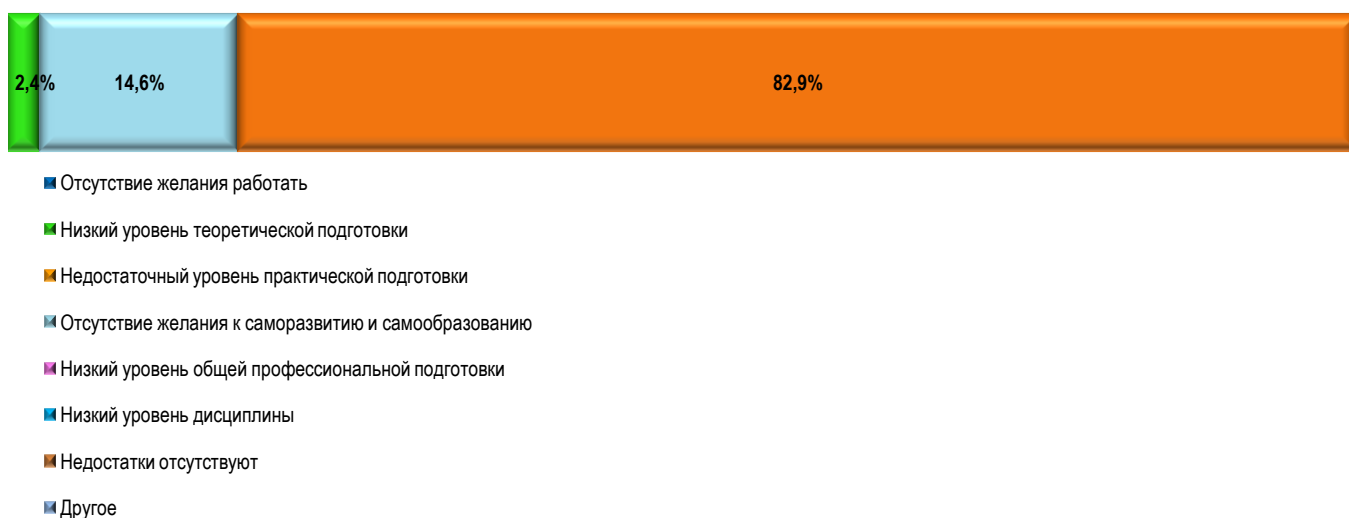 2,4% 14,6% 82,9%
Отсутствие желания работать
Низкий уровень теоретической подготовки
Недостаточный уровень практической подготовки
Отсутствие желания к саморазвитию и самообразованию
Низкий уровень общей профессиональной подготовки
Низкий уровень дисциплины
Недостатки отсутствуют
Другое